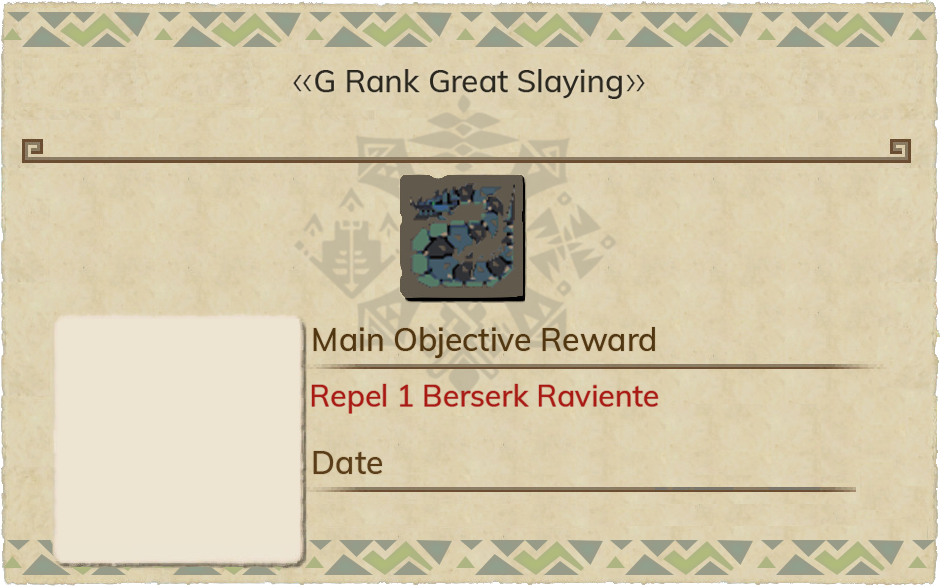 ‹‹G Rank Great Slaying››
Main Objective Reward
Repel 1 Berserk Raviente
Date